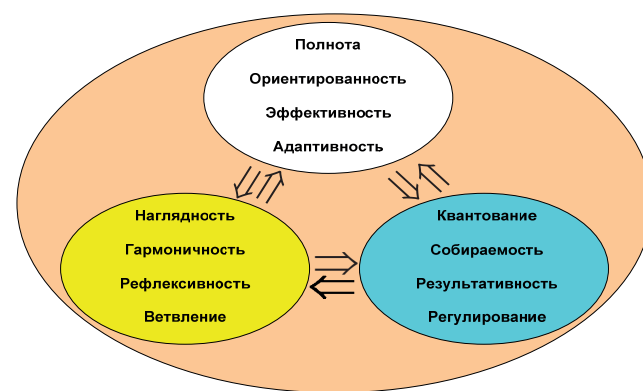 Полнота
Ориентированность
Эффективность
Адаптивность
Наглядность
Гармоничность
Рефлексивность
Ветвление
Квантование
Собираемость
Результативность
Регулирование